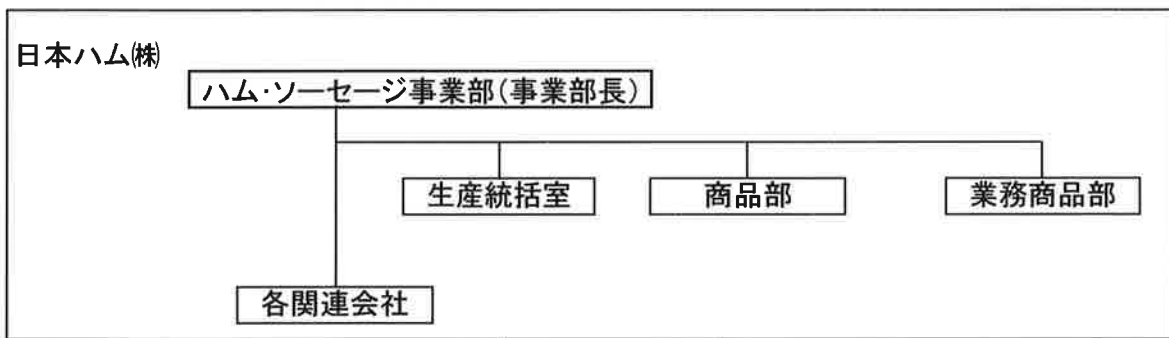 日本ハム㈱
ハム・ソーセージ事業部(事業部長)
生産統括室
商品部
業務商品部
各関連会社